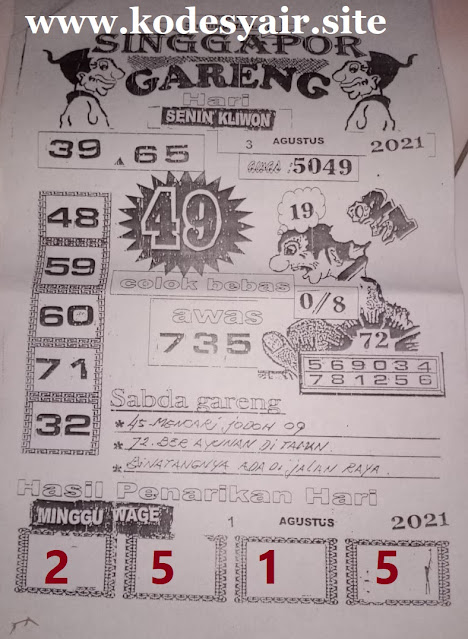 www.kodesyair.site
SINGGAPOR
GARENG
Hari
SENIN KLIWON
3 AGUSTUS 2021
39 65
5049
49
19
48
59
60
71
32
colok bebas
0/8
awas
735
72
569034
781256
Sabda gareng
* 45 MENCARI JODOH 09
* 72 BER AYUNAN DI TAMAN.
* BINATANGNYA ADA DI JALAN RAYA.
Hasil Penarikan Hari
MINGGU WAGE 1 AGUSTUS 2021
2 5 1 5